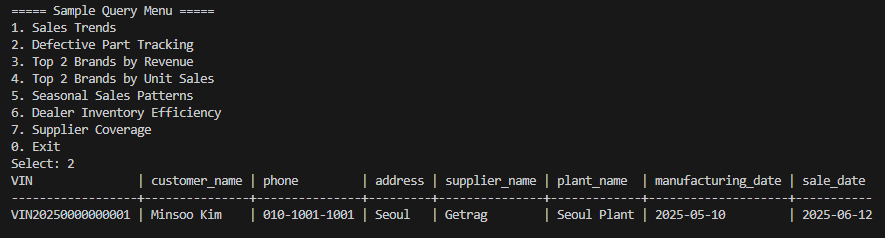 ===== Sample Query Menu =====
1. Sales Trends
2. Defective Part Tracking
3. Top 2 Brands by Revenue
4. Top 2 Brands by Unit Sales
5. Seasonal Sales Patterns
6. Dealer Inventory Efficiency
7. Supplier Coverage
0. Exit
Select: 2
VIN               | customer_name | phone         | address | supplier_name | plant_name  | manufacturing_date | sale_date
------------------+---------------+---------------+---------+---------------+-------------+--------------------+-----------
VIN20250000000001 | Minsoo Kim    | 010-1001-1001 | Seoul   | Getrag        | Seoul Plant | 2025-05-10         | 2025-06-12